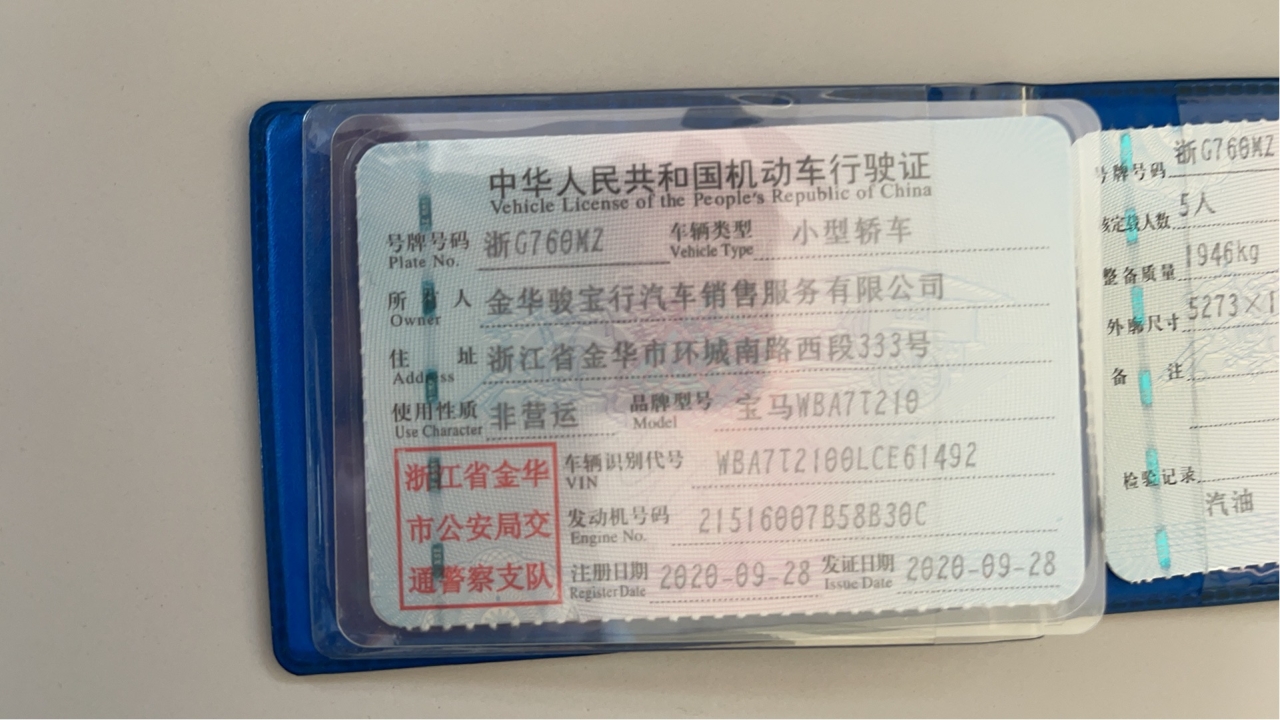 中华人民共和国机动车行驶证
Vehicle License of the People's Republic of China
号牌号码 浙G760MZ 车辆类型 小型轿车
Plate No. Vehicle Type
所有人 金华骏宝行汽车销售服务有限公司
Owner
住址 浙江省金华市环城南路西段333号
Address
使用性质 非营运 品牌型号 宝马WBA7T210
Use Character Model
浙江省金华
市公安局交
通警察支队
车辆识别代号 WBA7T2100LCE61492
VIN
发动机号码 21516007B58B30C
Engine No.
注册日期 2020-09-28 发证日期 2020-09-28
Register Date Issue Date
号牌号码 浙G760MZ
核定载人数 5人
整备质量 1946kg
外廓尺寸 5273×1
备注
检验记录
汽油